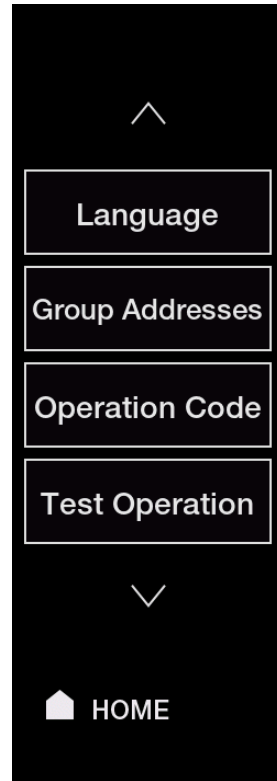 Language
Group Addresses
Operation Code
Test Operation
HOME